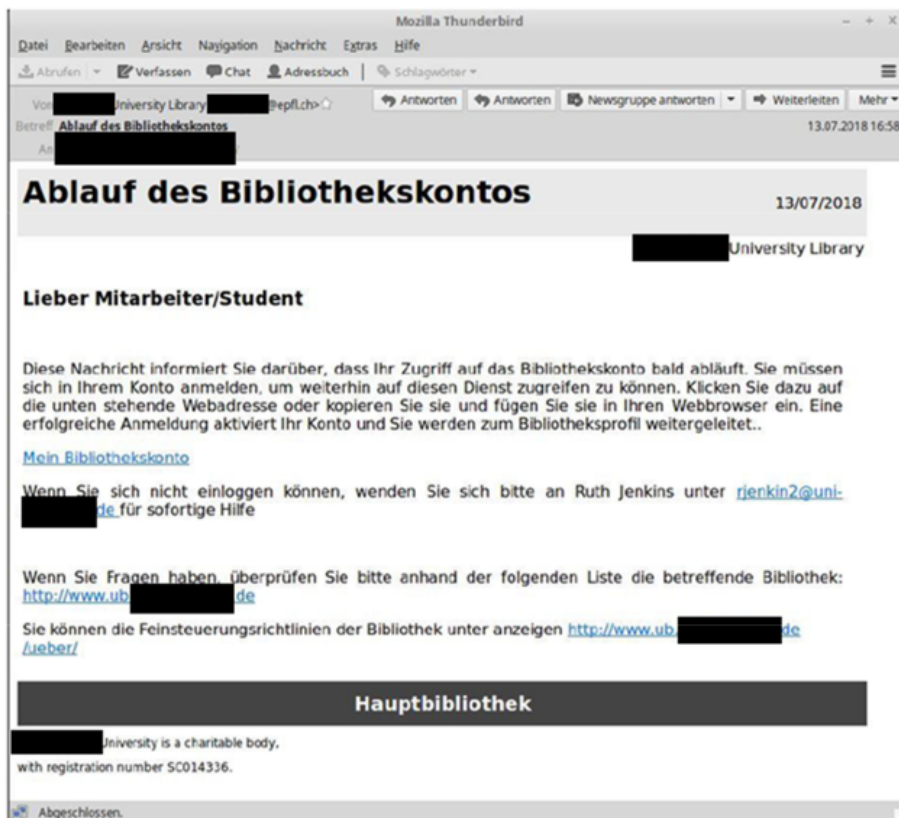 Mozilla Thunderbird
Datei Bearbeiten Ansicht Navigation Nachricht Extras Hilfe
Abrufen Verfassen Chat Adressbuch Schlagwörter
Von University Library @epfl.ch> Antworten Antworten Newsgruppe antworten Weiterleiten Mehr
Betreff Ablauf des Bibliothekskontos 13.07.2018 16:58
An
Ablauf des Bibliothekskontos 13/07/2018
University Library
Lieber Mitarbeiter/Student
Diese Nachricht informiert Sie darüber, dass Ihr Zugriff auf das Bibliothekskonto bald abläuft. Sie müssen
sich in Ihrem Konto anmelden, um weiterhin auf diesen Dienst zugreifen zu können. Klicken Sie dazu auf
die unten stehende Webadresse oder kopieren Sie sie und fügen Sie sie in Ihren Webbrowser ein. Eine
erfolgreiche Anmeldung aktiviert Ihr Konto und Sie werden zum Bibliotheksprofil weitergeleitet..
Mein Bibliothekskonto
Wenn Sie sich nicht einloggen können, wenden Sie sich bitte an Ruth Jenkins unter rjenkin2@uni-
de für sofortige Hilfe
Wenn Sie Fragen haben, überprüfen Sie bitte anhand der folgenden Liste die betreffende Bibliothek:
http://www.ub de
Sie können die Feinsteuerungsrichtlinien der Bibliothek unter anzeigen http://www.ub. de
/ueber/
Hauptbibliothek
University is a charitable body,
with registration number SC014336.
Abgeschlossen.